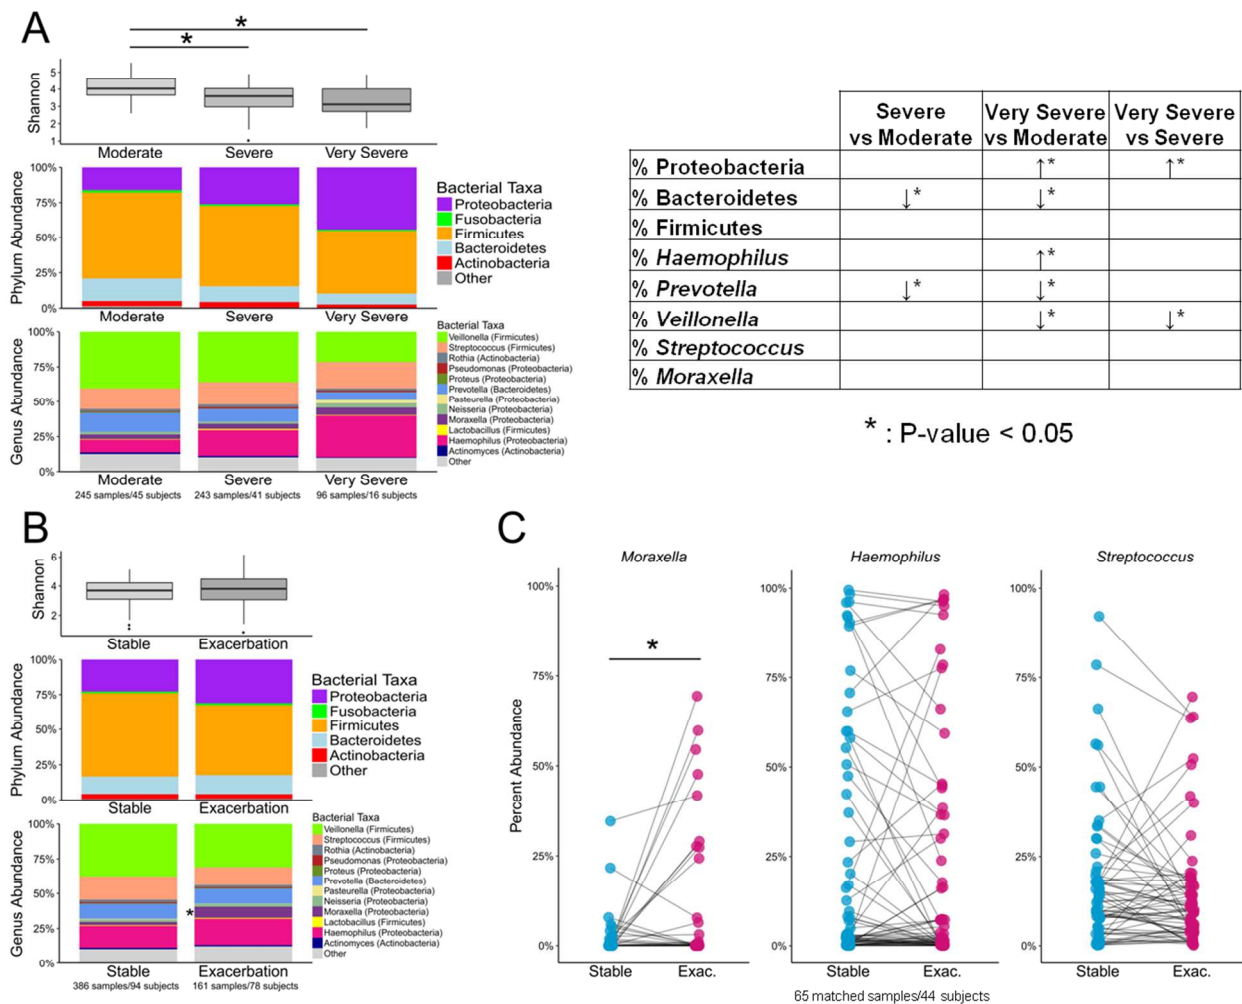 A
*
*
Shannon
5
4
3
2
1
Moderate
Severe
Very Severe
Phylum Abundance
100%
75%
50%
25%
0%
Moderate
Severe
Very Severe
Bacterial Taxa
Proteobacteria
Fusobacteria
Firmicutes
Bacteroidetes
Actinobacteria
Other
Genus Abundance
100%
75%
50%
25%
0%
Moderate
Severe
Very Severe
245 samples/45 subjects
243 samples/41 subjects
96 samples/16 subjects
Bacterial Taxa
Veillonella (Firmicutes)
Streptococcus (Firmicutes)
Rothia (Actinobacteria)
Pseudomonas (Proteobacteria)
Proteus (Proteobacteria)
Prevotella (Bacteroidetes)
Pasteurella (Proteobacteria)
Neisseria (Proteobacteria)
Moraxella (Proteobacteria)
Lactobacillus (Firmicutes)
Haemophilus (Proteobacteria)
Actinomyces (Actinobacteria)
Other
Severe
vs Moderate
Very Severe
vs Moderate
Very Severe
vs Severe
% Proteobacteria ↑* ↑*
% Bacteroidetes ↓* ↓*
% Firmicutes
% Haemophilus ↑*
% Prevotella ↓* ↓*
% Veillonella ↓* ↓*
% Streptococcus
% Moraxella
* : P-value < 0.05
B
Shannon
6
4
2
Stable
Exacerbation
Phylum Abundance
100%
75%
50%
25%
0%
Stable
Exacerbation
Bacterial Taxa
Proteobacteria
Fusobacteria
Firmicutes
Bacteroidetes
Actinobacteria
Other
Genus Abundance
100%
75%
50%
25%
0%
*
Stable
Exacerbation
386 samples/94 subjects
161 samples/78 subjects
Bacterial Taxa
Veillonella (Firmicutes)
Streptococcus (Firmicutes)
Rothia (Actinobacteria)
Pseudomonas (Proteobacteria)
Proteus (Proteobacteria)
Prevotella (Bacteroidetes)
Pasteurella (Proteobacteria)
Neisseria (Proteobacteria)
Moraxella (Proteobacteria)
Lactobacillus (Firmicutes)
Haemophilus (Proteobacteria)
Actinomyces (Actinobacteria)
Other
C
Moraxella
Percent Abundance
100%
75%
50%
25%
0%
*
Stable
Exac.
Haemophilus
100%
75%
50%
25%
0%
Stable
Exac.
Streptococcus
100%
75%
50%
25%
0%
Stable
Exac.
65 matched samples/44 subjects